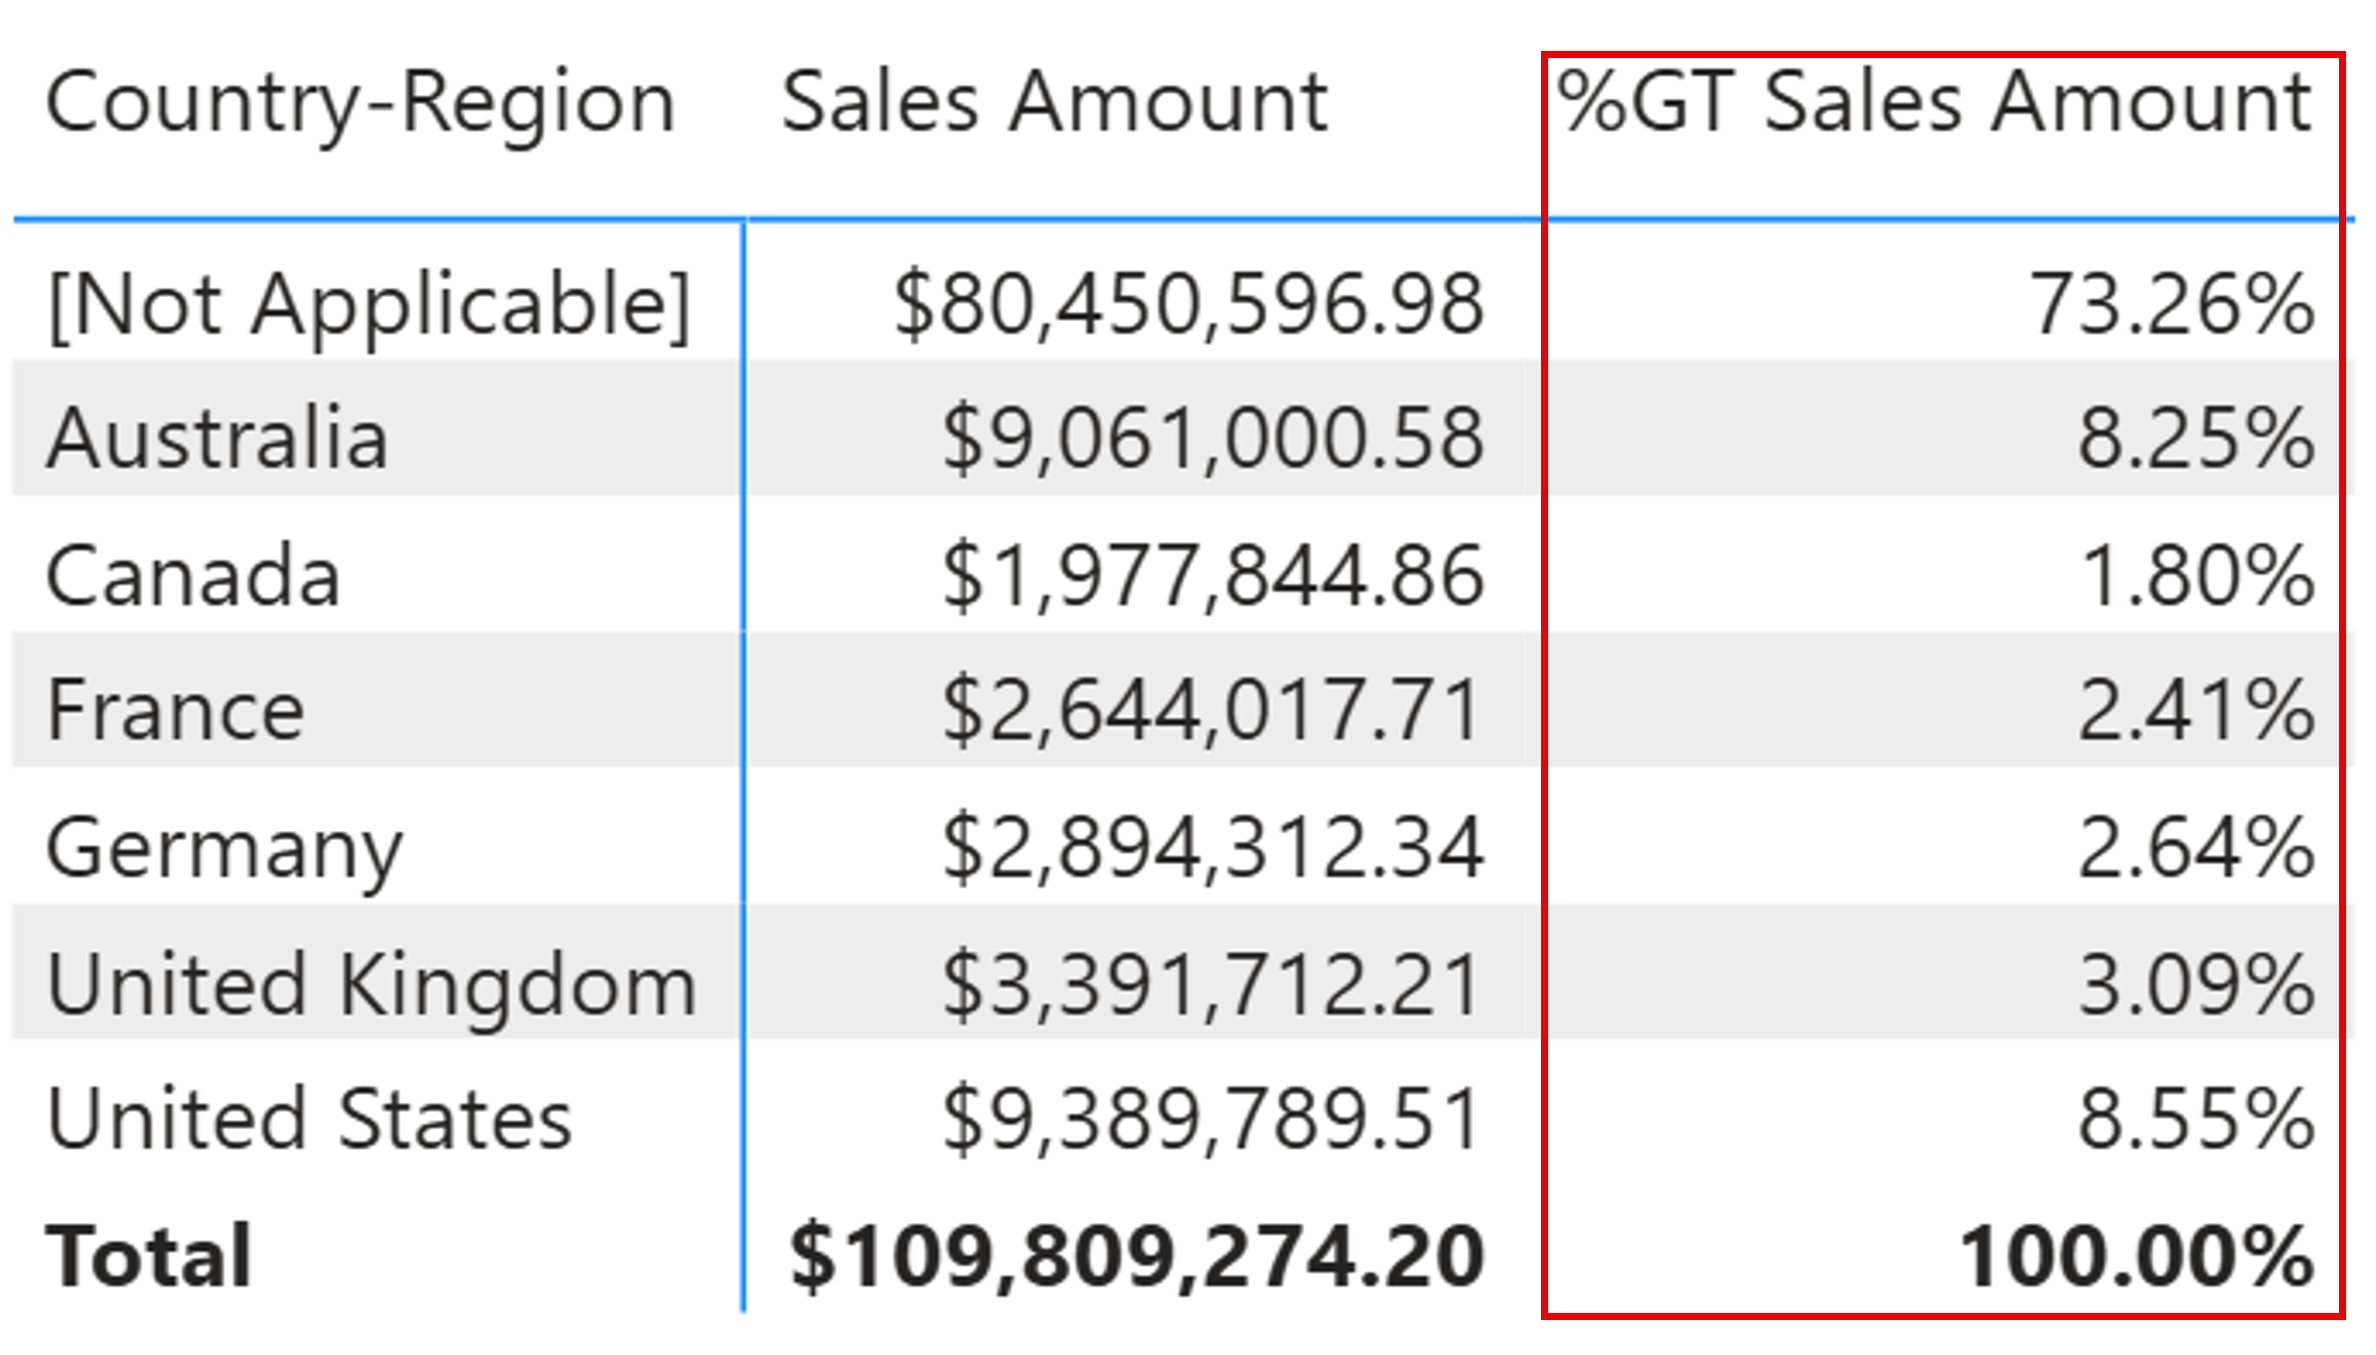 Country-Region Sales Amount %GT Sales Amount
[Not Applicable] $80,450,596.98 73.26%
Australia $9,061,000.58 8.25%
Canada $1,977,844.86 1.80%
France $2,644,017.71 2.41%
Germany $2,894,312.34 2.64%
United Kingdom $3,391,712.21 3.09%
United States $9,389,789.51 8.55%
Total $109,809,274.20 100.00%